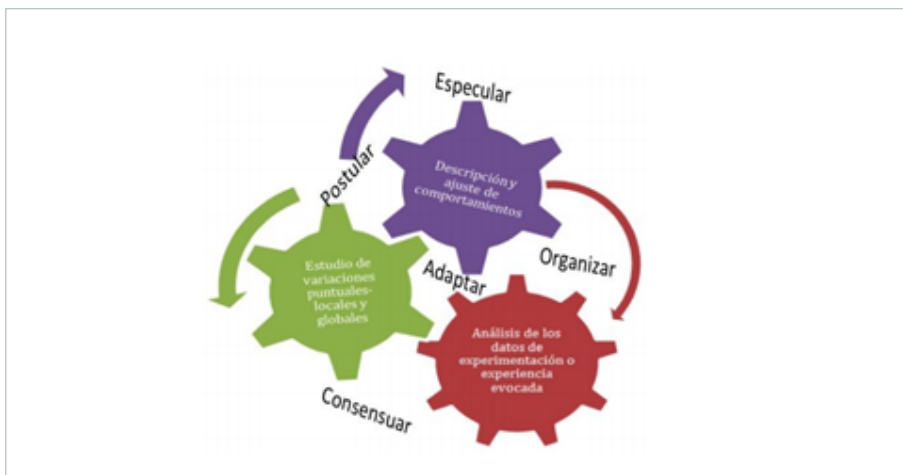 Especular
Postular
Descripción y
ajuste de
comportamientos
Adaptar
Organizar
Estudio de
variaciones
puntuales-
locales y
globales
Análisis de los
datos de
experimentación o
experiencia
evocada
Consensuar